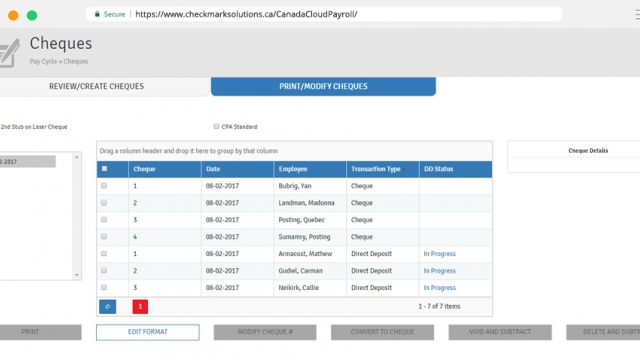 Secure https://www.checkmarksolutions.ca/CanadaCloudPayroll/
Cheques
Pay Cycle » Cheques
REVIEW/CREATE CHEQUES PRINT/MODIFY CHEQUES
2nd Stub on Laser Cheque CPA Standard
Drag a column header and drop it here to group by that column Cheque Details
Cheque Date Employee Transaction Type DD Status
-2017
1 08-02-2017 Bubrig, Yan Cheque
2 08-02-2017 Landman, Madonna Cheque
3 08-02-2017 Posting, Quebec Cheque
4 08-02-2017 Sumamry, Posting Cheque
1 08-02-2017 Armacost, Mathew Direct Deposit In Progress
2 08-02-2017 Gudiel, Carman Direct Deposit In Progress
3 08-02-2017 Neikirk, Callie Direct Deposit In Progress
1 1 - 7 of 7 items
PRINT EDIT FORMAT MODIFY CHEQUE # CONVERT TO CHEQUE VOID AND SUBTRACT DELETE AND SUBTR